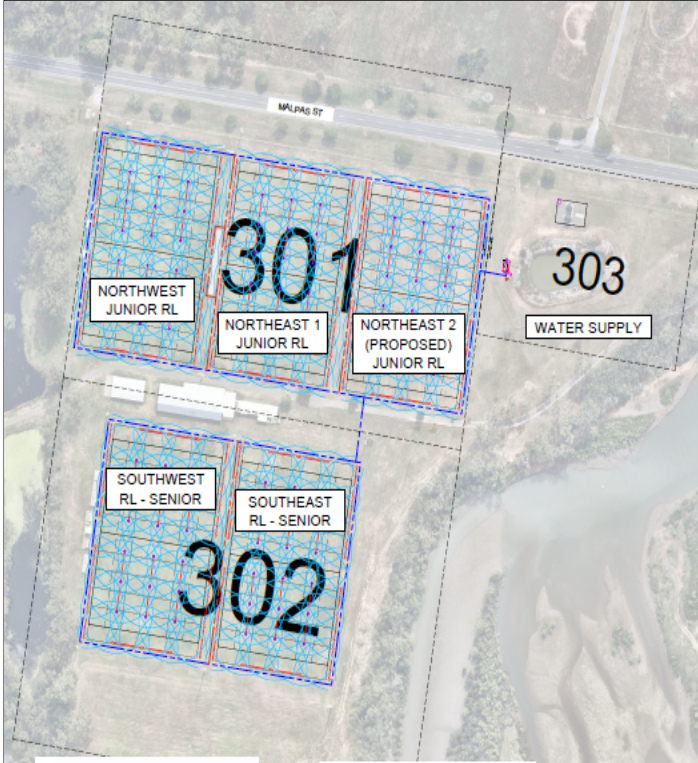 MALPAS ST
301
303
NORTHWEST
JUNIOR RL
NORTHEAST 1
JUNIOR RL
NORTHEAST 2
(PROPOSED)
JUNIOR RL
WATER SUPPLY
SOUTHWEST
RL - SENIOR
SOUTHEAST
RL - SENIOR
302